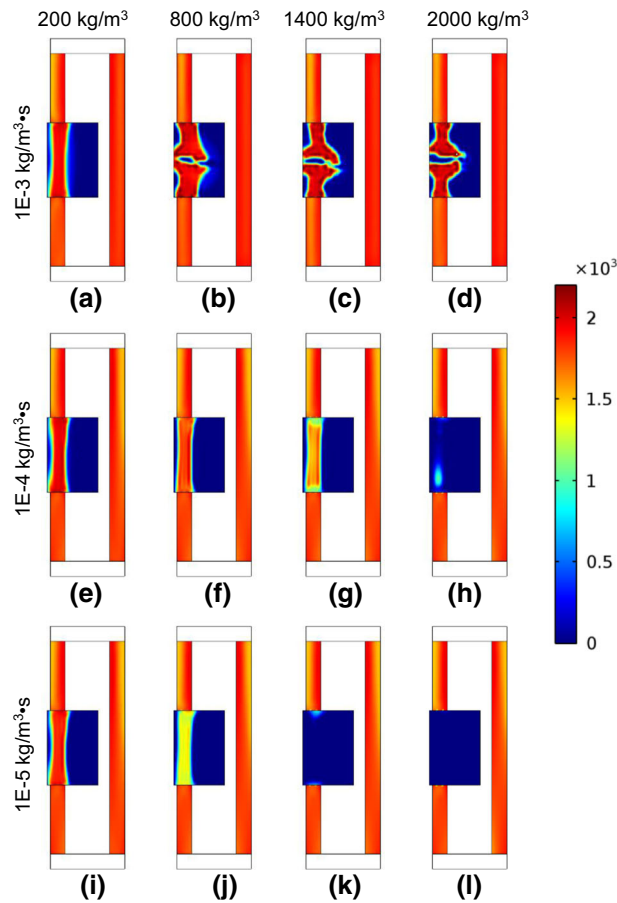 200 kg/m³ 800 kg/m³ 1400 kg/m³ 2000 kg/m³
1E-3 kg/m³•s
(a) (b) (c) (d)
×10³
2
1.5
1
0.5
0
1E-4 kg/m³•s
(e) (f) (g) (h)
1E-5 kg/m³•s
(i) (j) (k) (l)